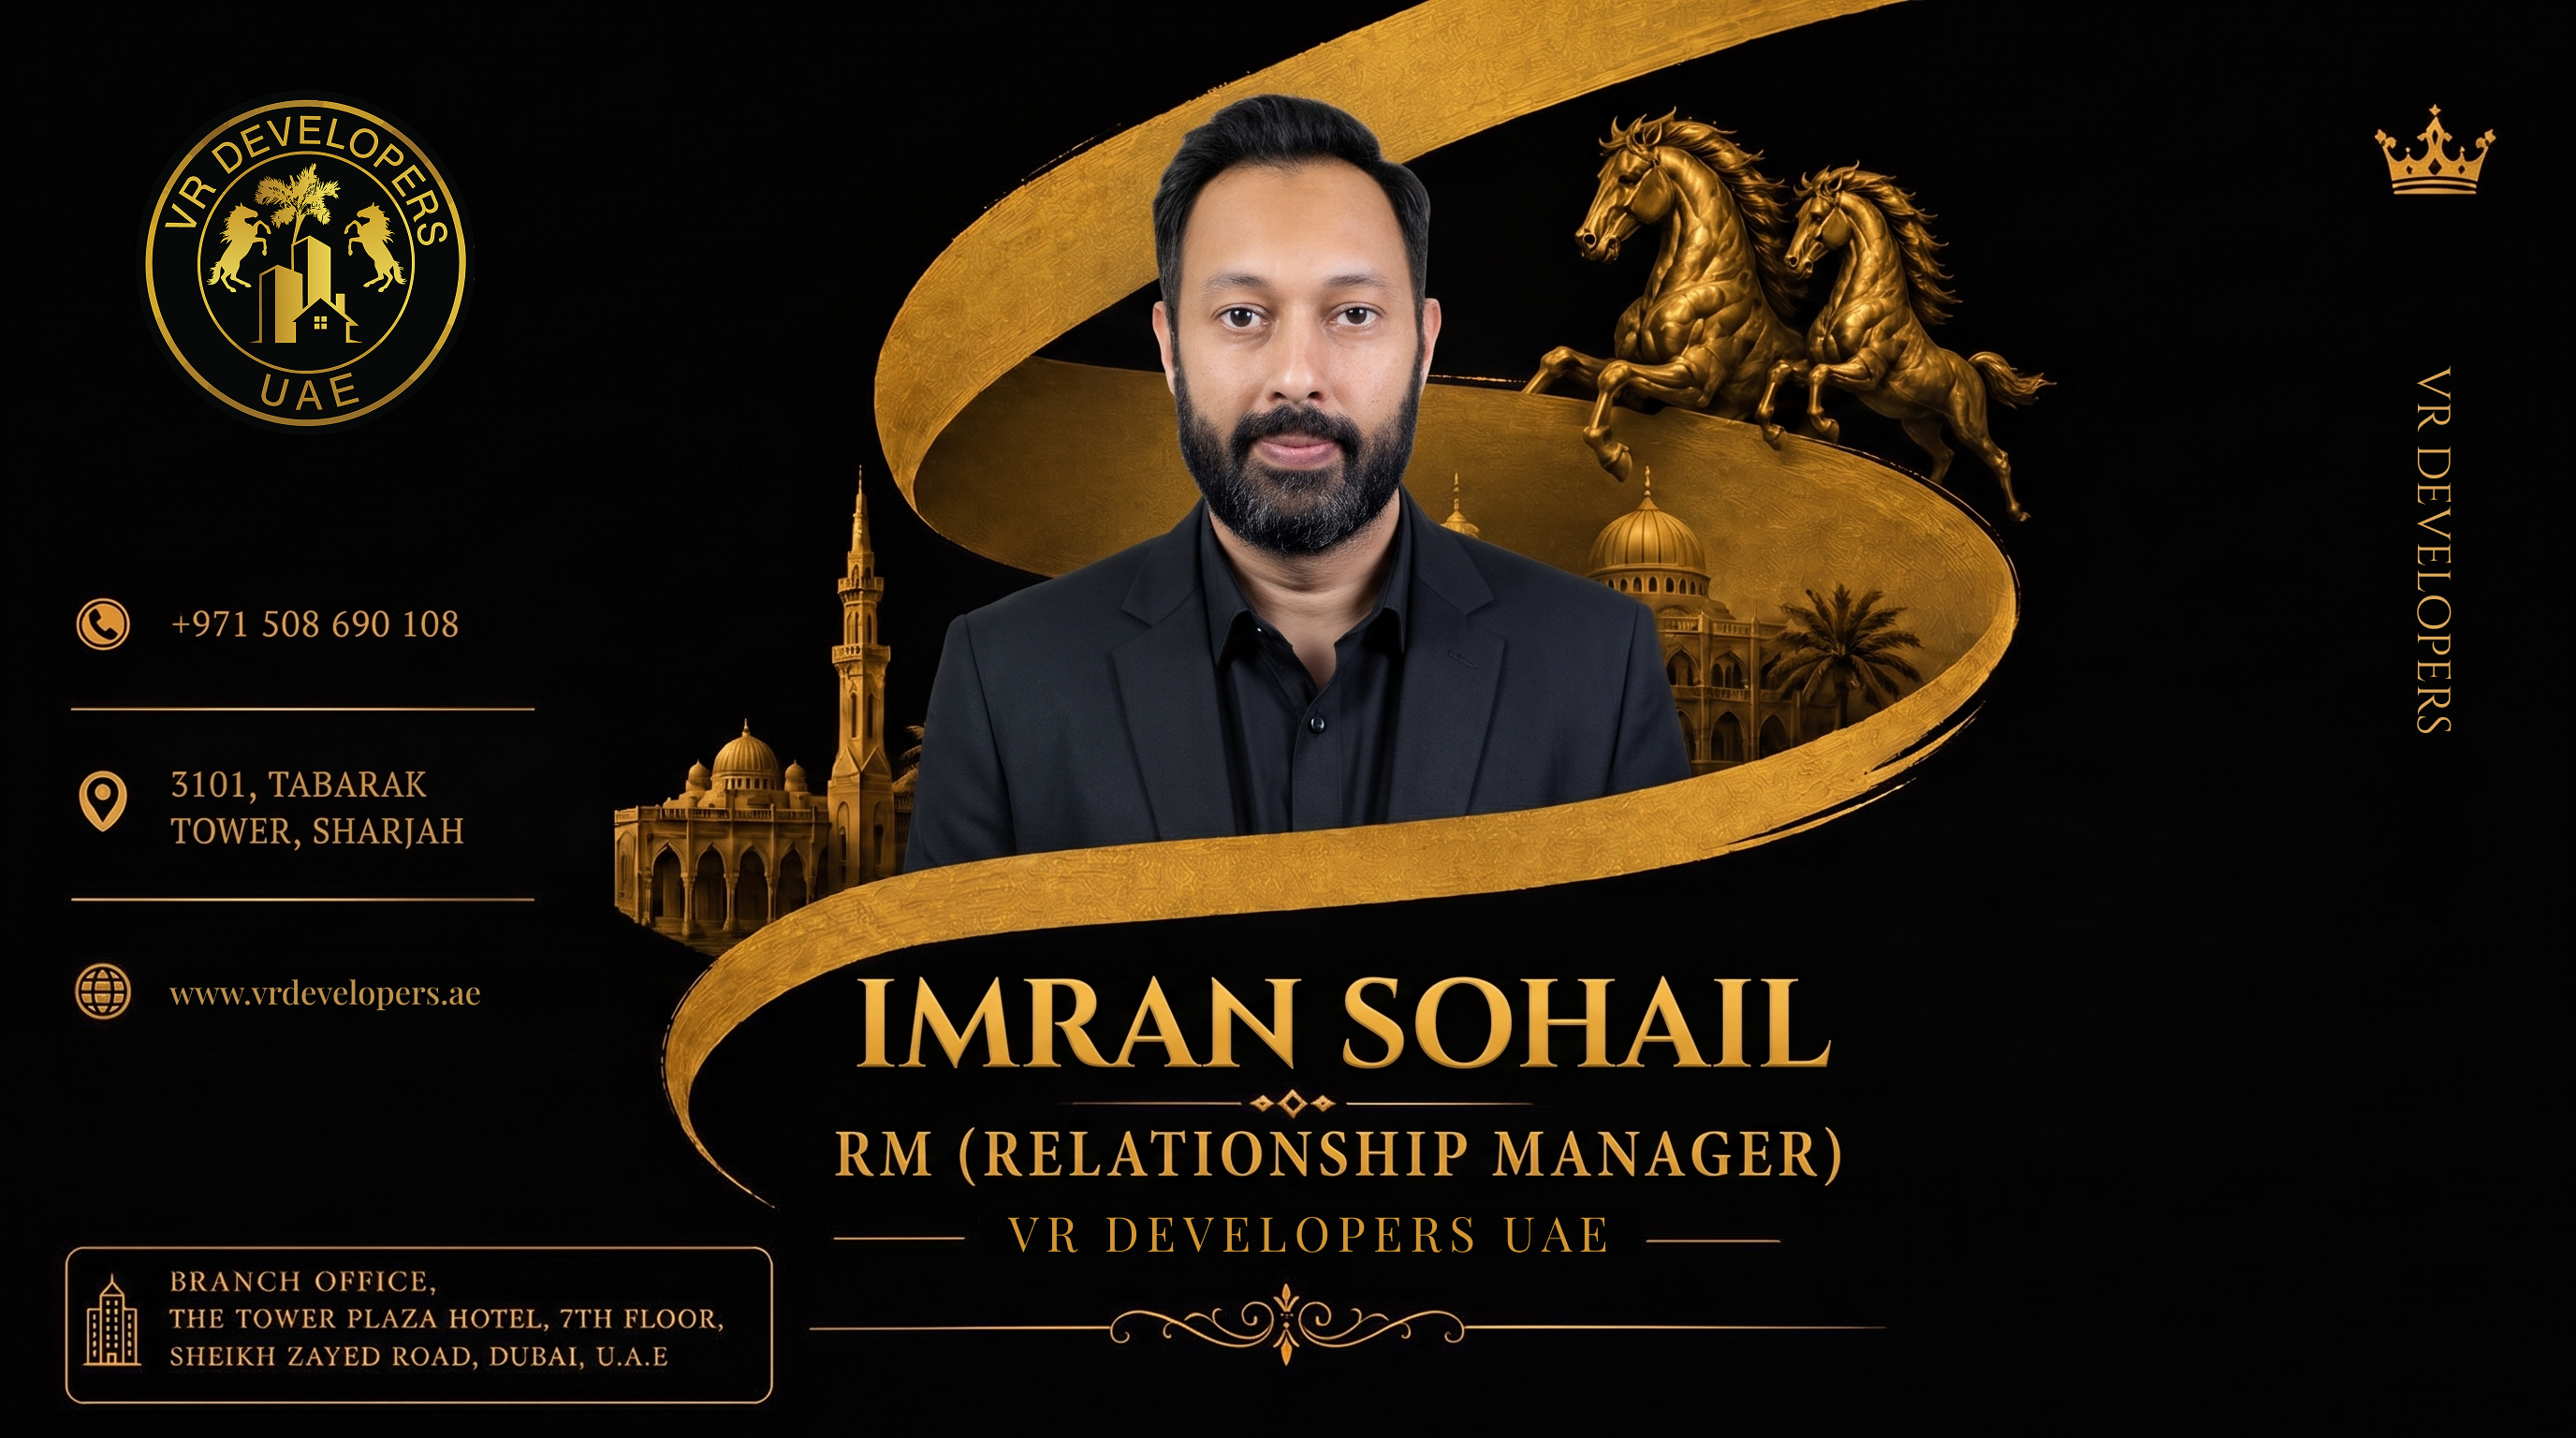 VR DEVELOPERS
UAE
+971 508 690 108
3101, TABARAK
TOWER, SHARJAH
www.vrdevelopers.ae
BRANCH OFFICE,
THE TOWER PLAZA HOTEL, 7TH FLOOR,
SHEIKH ZAYED ROAD, DUBAI, U.A.E
IMRAN SOHAIL
RM (RELATIONSHIP MANAGER)
VR DEVELOPERS UAE
VR DEVELOPERS